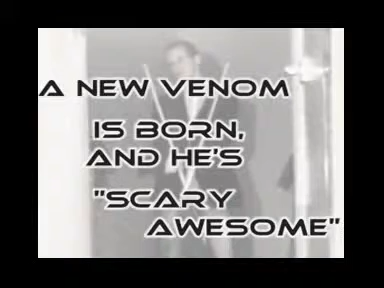 A NEW VENOM
IS BORN,
AND HE'S
"SCARY
AWESOME"